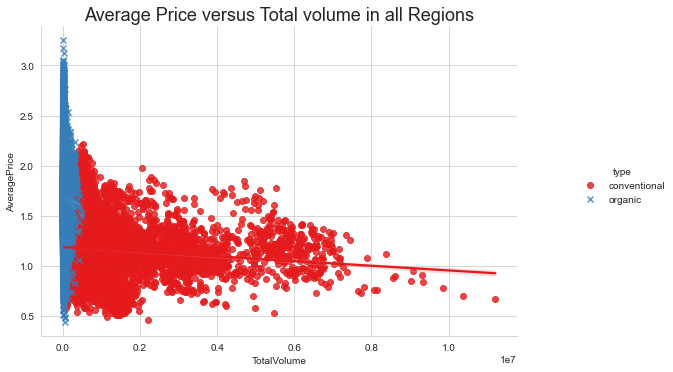 Average Price versus Total volume in all Regions
3.0
2.5
2.0
1.5
1.0
0.5
AveragePrice
0.0
0.2
0.4
0.6
0.8
1.0
1e7
TotalVolume
type
conventional
organic